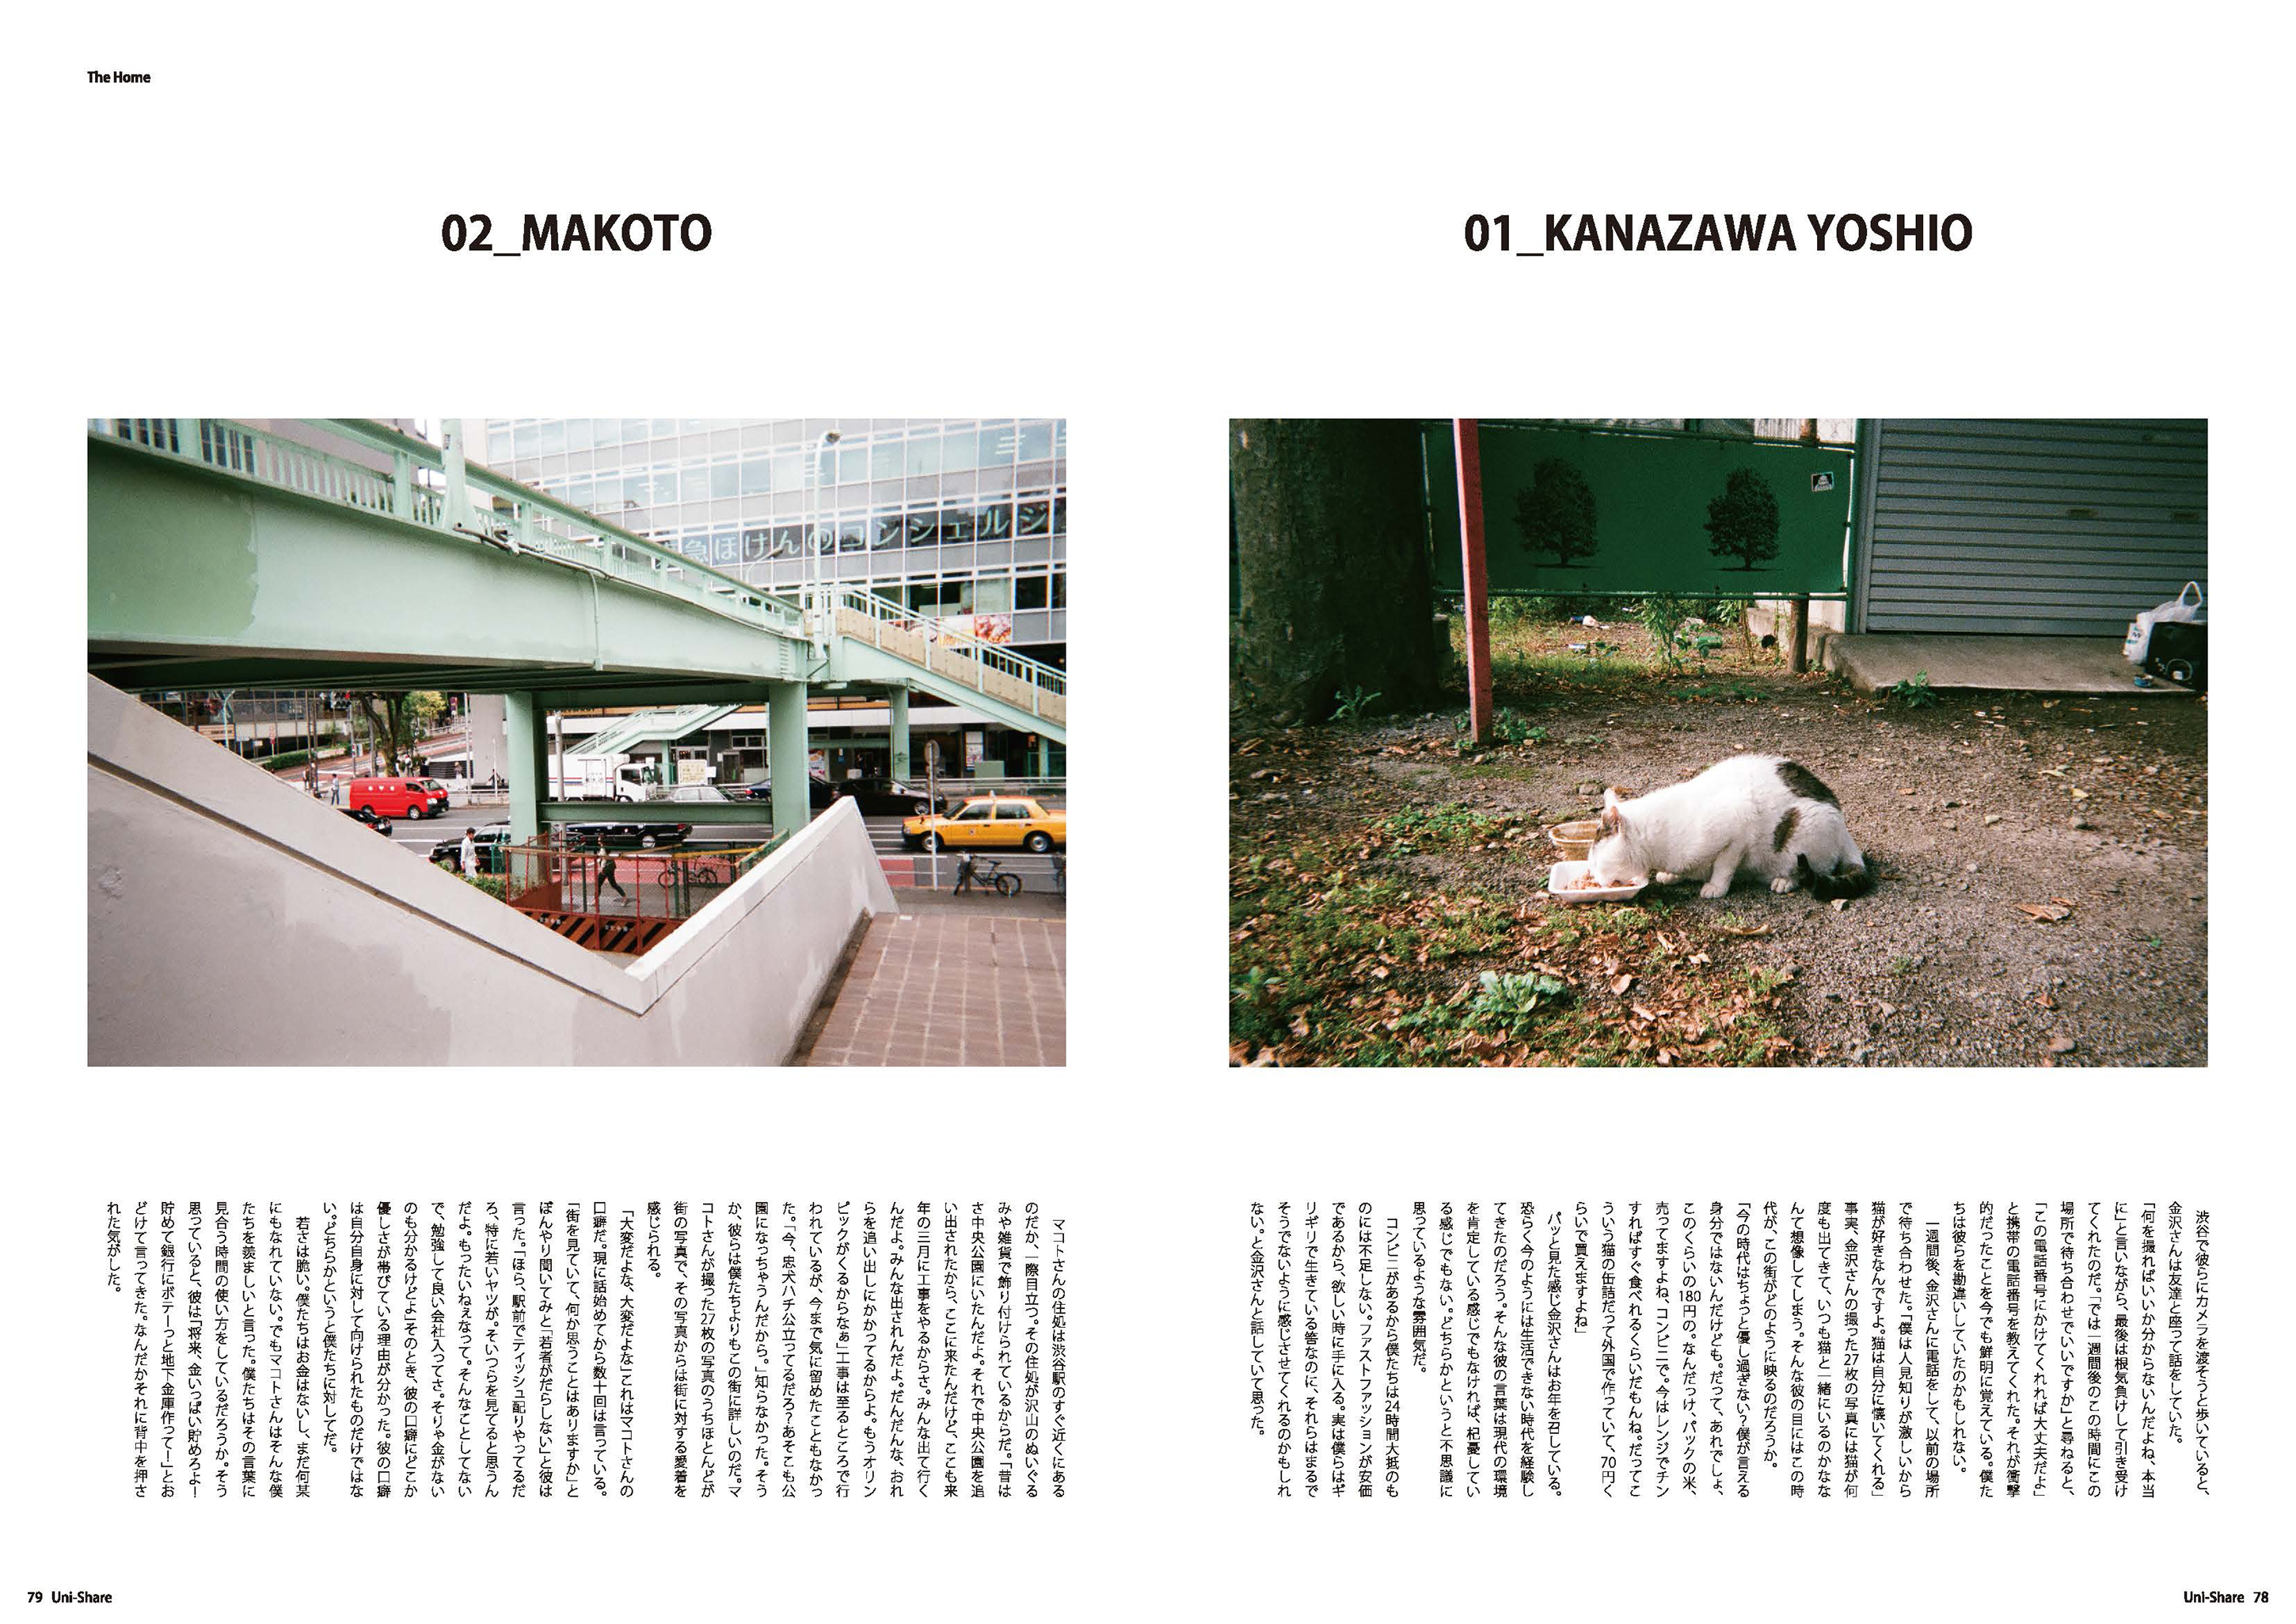 The Home
01_KANAZAWA YOSHIO
渋谷で彼らにカメラを渡そうと歩いていると、
金沢さんは友達と座って話をしていた。
「何を撮ればいいか分からないんだよね、本当
に」と言いながら、最後は根気負けして引き受け
てくれたのだ。「では一週間後のこの時間にこの
場所で待ち合わせでいいですか」と尋ねると、
「この電話番号にかけてくれれば大丈夫だよ」
と携帯の電話番号を教えてくれた。それが衝撃
的だったことを今でも鮮明に覚えている。僕た
ちは彼らを勘違いしていたのかもしれない。
一週間後、金沢さんに電話をして、以前の場所
で待ち合わせた。「僕は人見知りが激しいから
猫が好きなんですよ。猫は自分に懐いてくれる」
事実、金沢さんの撮った27枚の写真には猫が何
度も出てきて、いつも猫と一緒にいるのかなな
んて想像してしまう。そんな彼の目にはこの時
代が、この街がどのように映るのだろうか。
「今の時代はちょっと優し過ぎない?僕が言える
身分ではないんだけども。だって、あれでしょ、
このくらいの180円の。なんだっけ、パックの米、
売ってますよね、コンビニで。今はレンジでチン
すればすぐ食べれるくらいだもんね。だってこ
ういう猫の缶詰だって外国で作っていて、70円く
らいで買えますよね」
パッと見た感じ金沢さんはお年を召している。
恐らく今のようには生活できない時代を経験し
てきたのだろう。そんな彼の言葉は現代の環境
を肯定している感じでもなければ、杞憂してい
る感じでもない。どちらかというと不思議に
思っているような雰囲気だ。
コンビニがあるから僕たちは24時間大抵のも
のには不足しない。ファストファッションが安価
であるから、欲しい時に手に入る。実は僕らはギ
リギリで生きている筈なのに、それらはまるで
そうでないように感じさせてくれるのかもしれ
ない。と金沢さんと話していて思った。
Uni-Share 78
02_MAKOTO
急ほけんのコンシェルジ
マコトさんの住処は渋谷駅のすぐ近くにある
のだか、一際目立つ。その住処が沢山のぬいぐる
みや雑貨で飾り付けられているからだ。「昔は
さ中央公園にいたんだよ。それで中央公園を追
い出されたから、ここに来たんだけど、ここも来
年の三月に工事をやるからさ。みんな出て行く
んだよ。みんな出されんだよ。だんだんな、おれ
らを追い出しにかかってるからよ。もうオリン
ピックがくるからなぁ」工事は至るところで行
われているが、今まで気に留めたこともなかっ
た。「今、忠犬ハチ公立ってるだろ?あそこも公
園になっちゃうんだから。」知らなかった。そう
か、彼らは僕たちよりもこの街に詳しいのだ。マ
コトさんが撮った27枚の写真のうちほとんどが
街の写真で、その写真からは街に対する愛着を
感じられる。
「大変だよな、大変だよな」これはマコトさんの
口癖だ。現に話始めてから数十回は言っている。
「街を見ていて、何か思うことはありますか」と
ぼんやり聞いてみと「若者がだらしない」と彼は
言った。「ほら、駅前でティッシュ配りやってるだ
ろ、特に若いヤツが。そいつらを見てると思うん
だよ。もったいねえなって。そんなことしてない
で、勉強して良い会社入ってさ。そりゃ金がない
のも分かるけどよ」そのとき、彼の口癖にどこか
優しさが帯びている理由が分かった。彼の口癖
は自分自身に対して向けられたものだけではな
い。どちらかというと僕たちに対してだ。
若さは脆い。僕たちはお金はないし、まだ何某
にもなれていない。でもマコトさんはそんな僕
たちを羨ましいと言った。僕たちはその言葉に
見合う時間の使い方をしているだろうか。そう
思っていると、彼は「将来、金いっぱい貯めろよー
貯めて銀行にボテーっと地下金庫作ってー」とお
どけて言ってきた。なんだかそれに背中を押さ
れた気がした。
79 Uni-Share